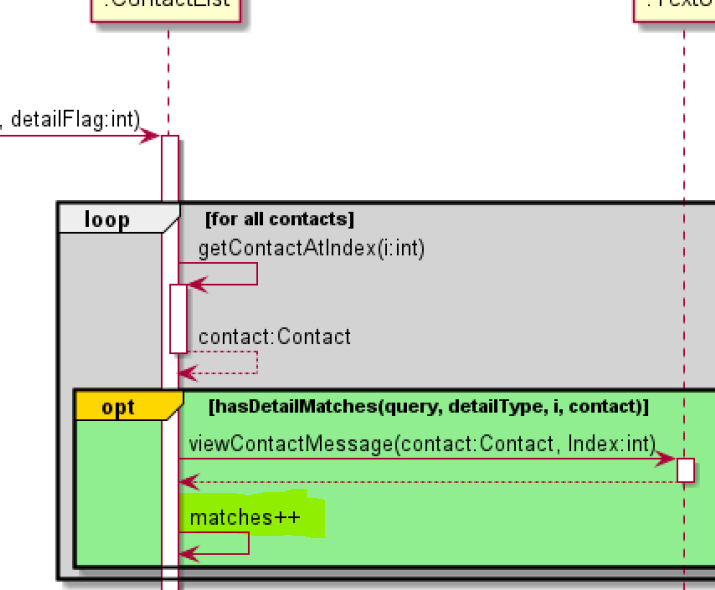 :ContactList
, detailFlag:int)
loop
[for all contacts]
getContactAtIndex(i:int)
contact:Contact
opt
[hasDetailMatches(query, detailType, i, contact)]
viewContactMessage(contact:Contact, Index:int)
matches++